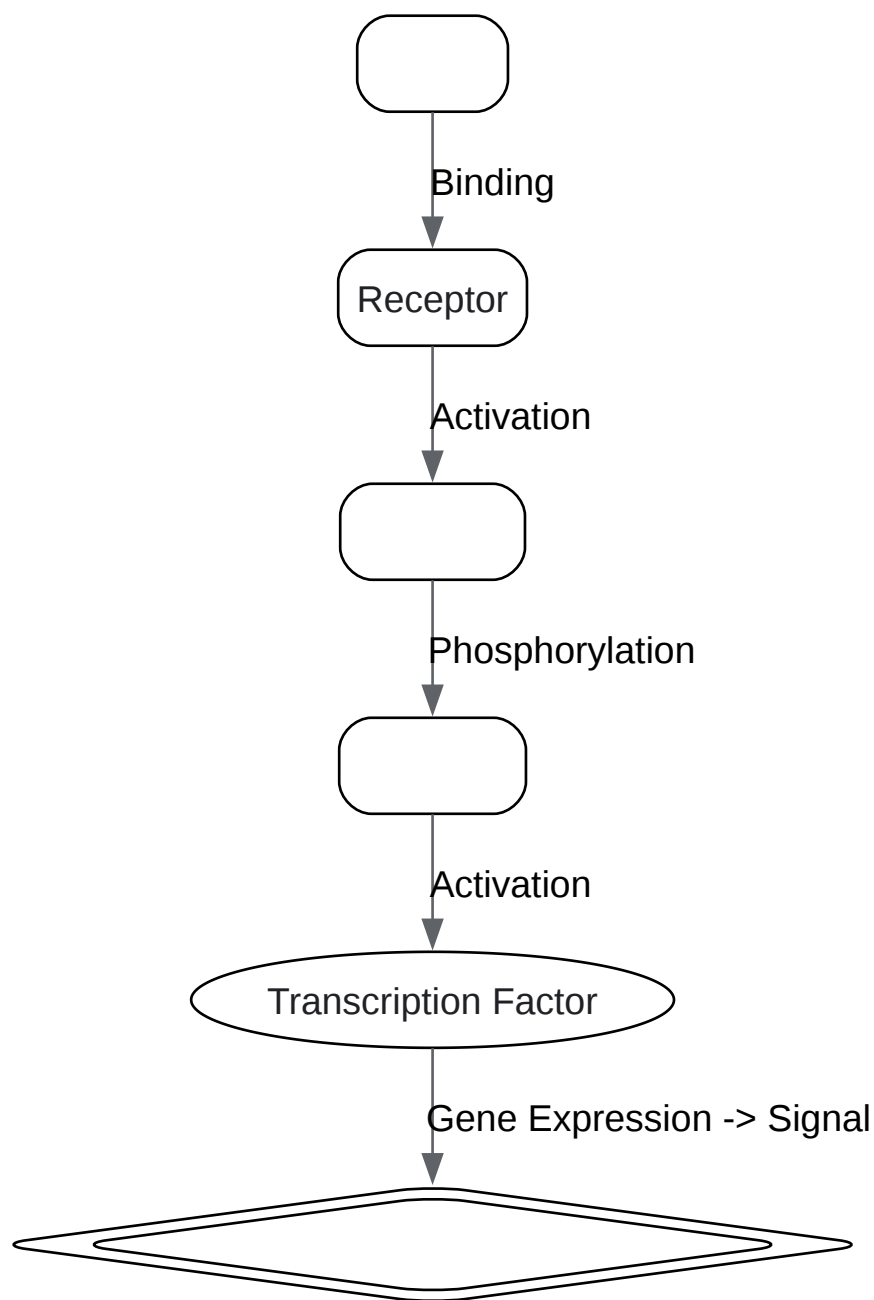 Binding
Receptor
Activation
Phosphorylation
Activation
Transcription Factor
Gene Expression -> Signal